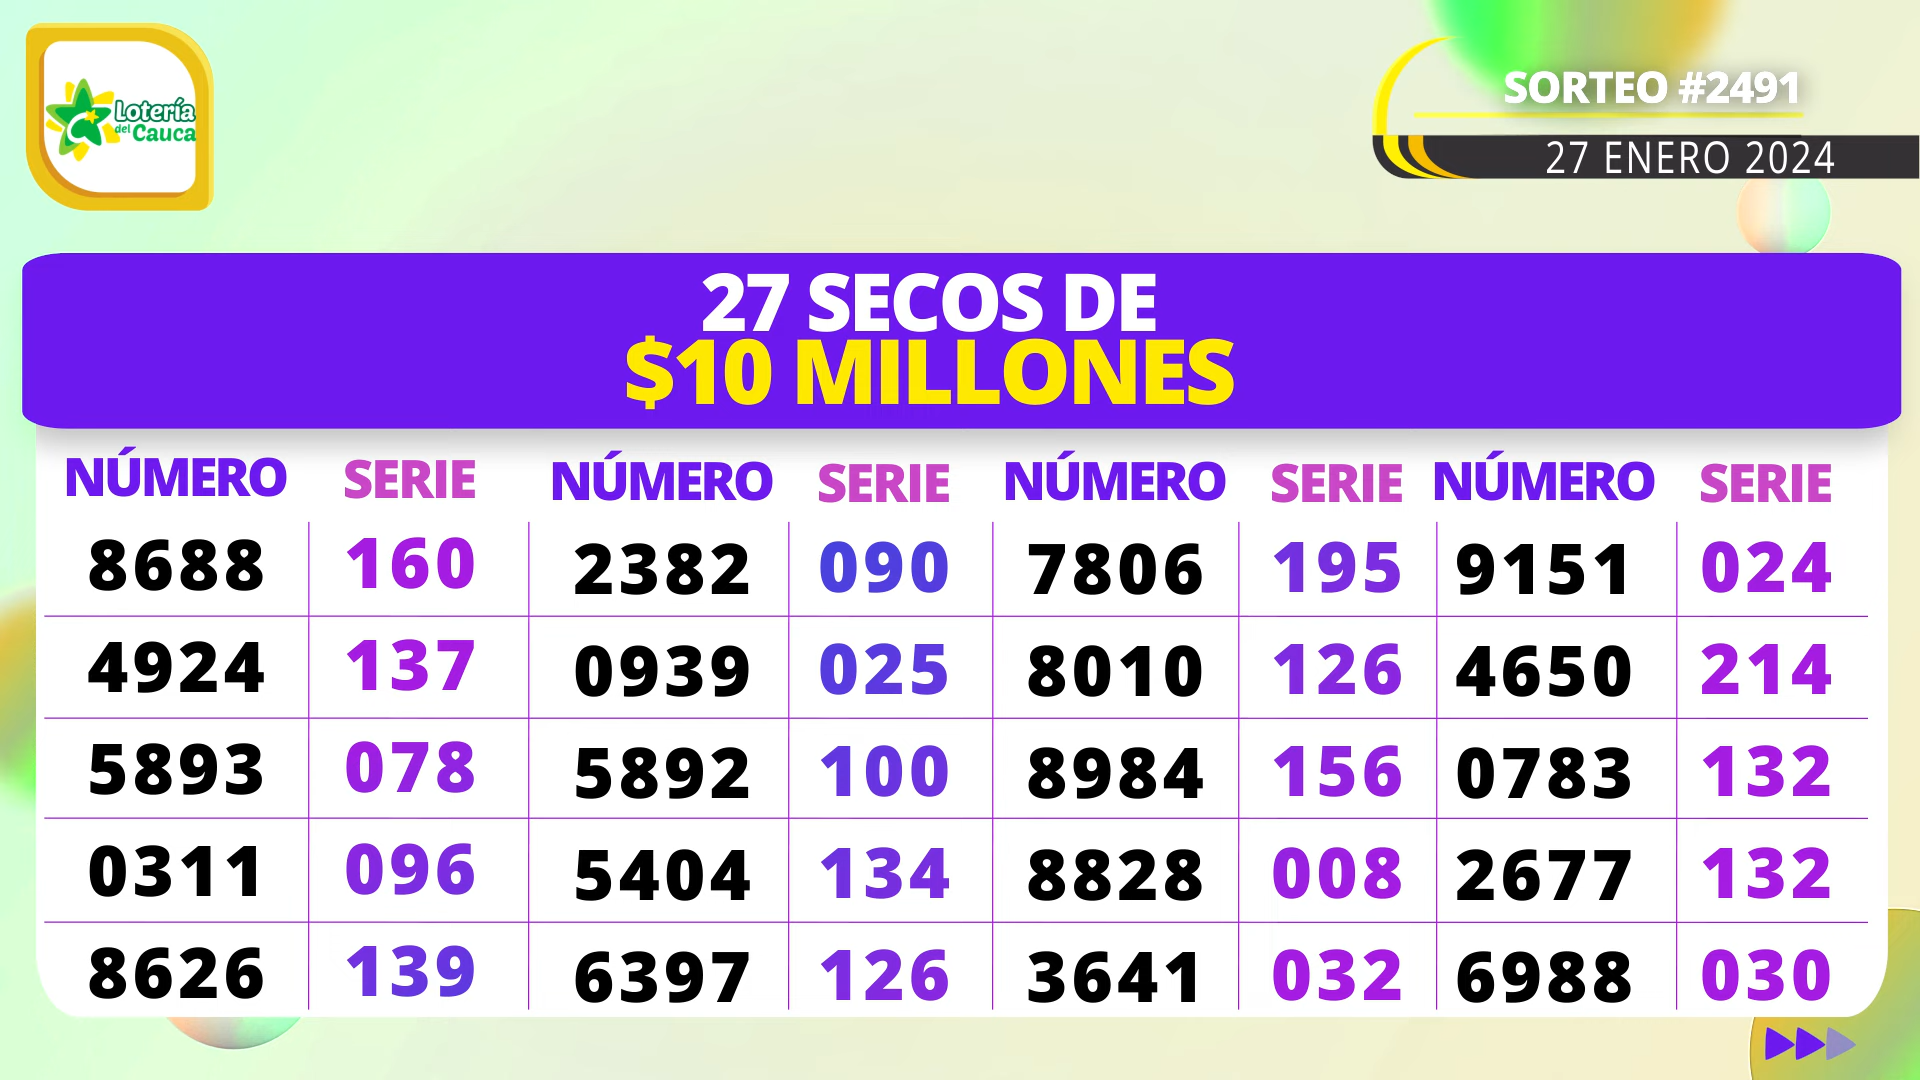 Lotería
del Cauca
SORTEO #2491
27 ENERO 2024
27 SECOS DE
$10 MILLONES
NÚMERO SERIE NÚMERO SERIE NÚMERO SERIE NÚMERO SERIE
8688 160 2382 090 7806 195 9151 024
4924 137 0939 025 8010 126 4650 214
5893 078 5892 100 8984 156 0783 132
0311 096 5404 134 8828 008 2677 132
8626 139 6397 126 3641 032 6988 030